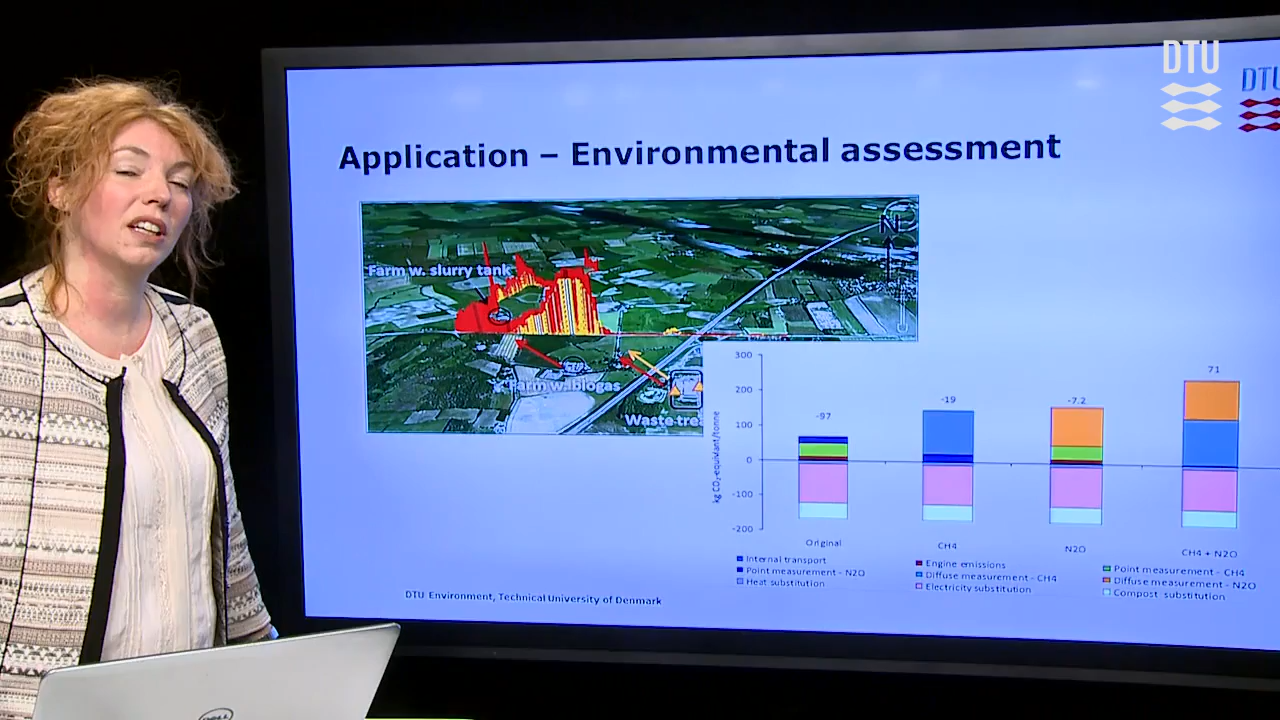 DTU
DTU
Application – Environmental assessment
N
Farm w. slurry tank
Farm w. biogas
Waste tre
kg CO₂-equivalent/tonne
300
200
100
0
-100
-200
-97
-19
-7.2
71
Original
CH4
N2O
CH4 + N2O
Internal transport
Engine emissions
Point measurement - CH4
Point measurement - N2O
Diffuse measurement - CH4
Diffuse measurement - N2O
Heat substitution
Electricity substitution
Compost substitution
DTU Environment, Technical University of Denmark
DELL